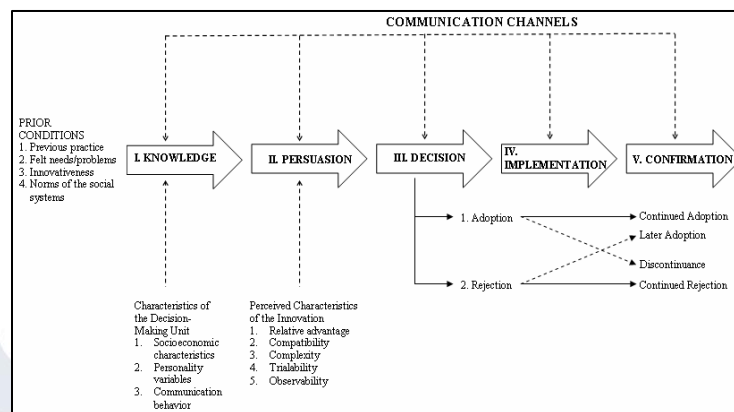 COMMUNICATION CHANNELS
PRIOR
CONDITIONS
1. Previous practice
2. Felt needs/problems
3. Innovativeness
4. Norms of the social
systems
I. KNOWLEDGE
II. PERSUASION
III. DECISION
IV.
IMPLEMENTATION
V. CONFIRMATION
1. Adoption
2. Rejection
Continued Adoption
Later Adoption
Discontinuance
Continued Rejection
Characteristics of
the Decision-
Making Unit
1. Socioeconomic
characteristics
2. Personality
variables
3. Communication
behavior
Perceived Characteristics
of the Innovation
1. Relative advantage
2. Compatibility
3. Complexity
4. Trialability
5. Observability